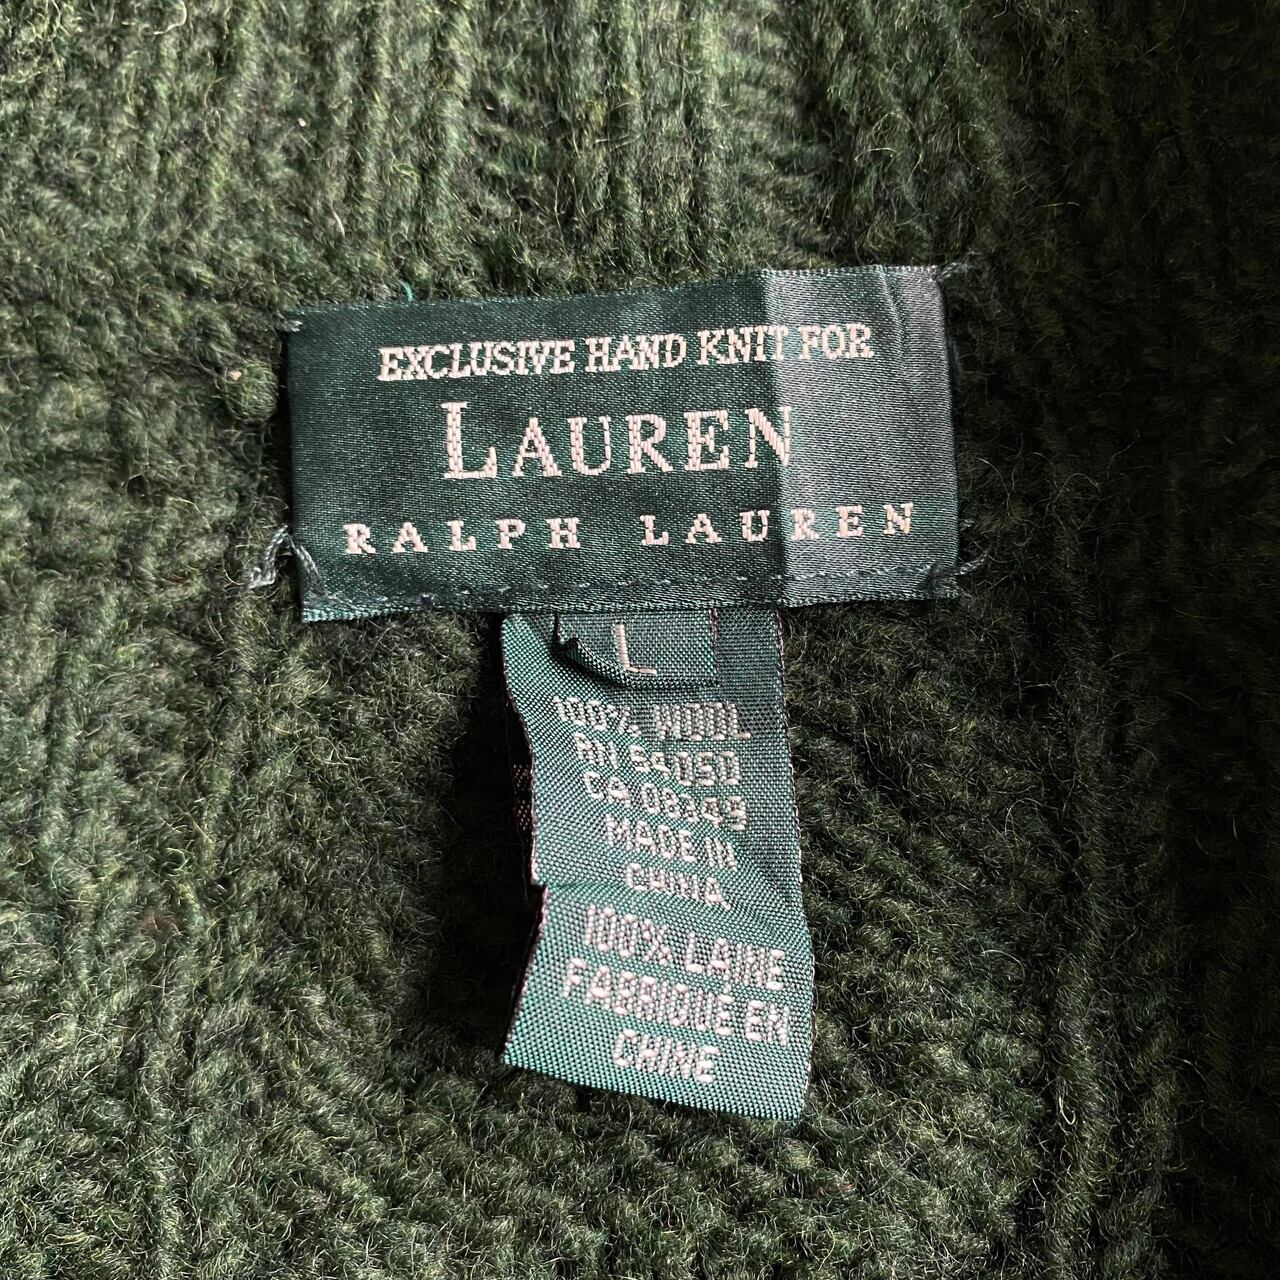 EXCLUSIVE HAND KNIT FOR
LAUREN
RALPH LAUREN
L
100% WOOL
RN 54050
CA 08349
MADE IN
CHINA
100% LAINE
FABRIQUE EN
CHINE